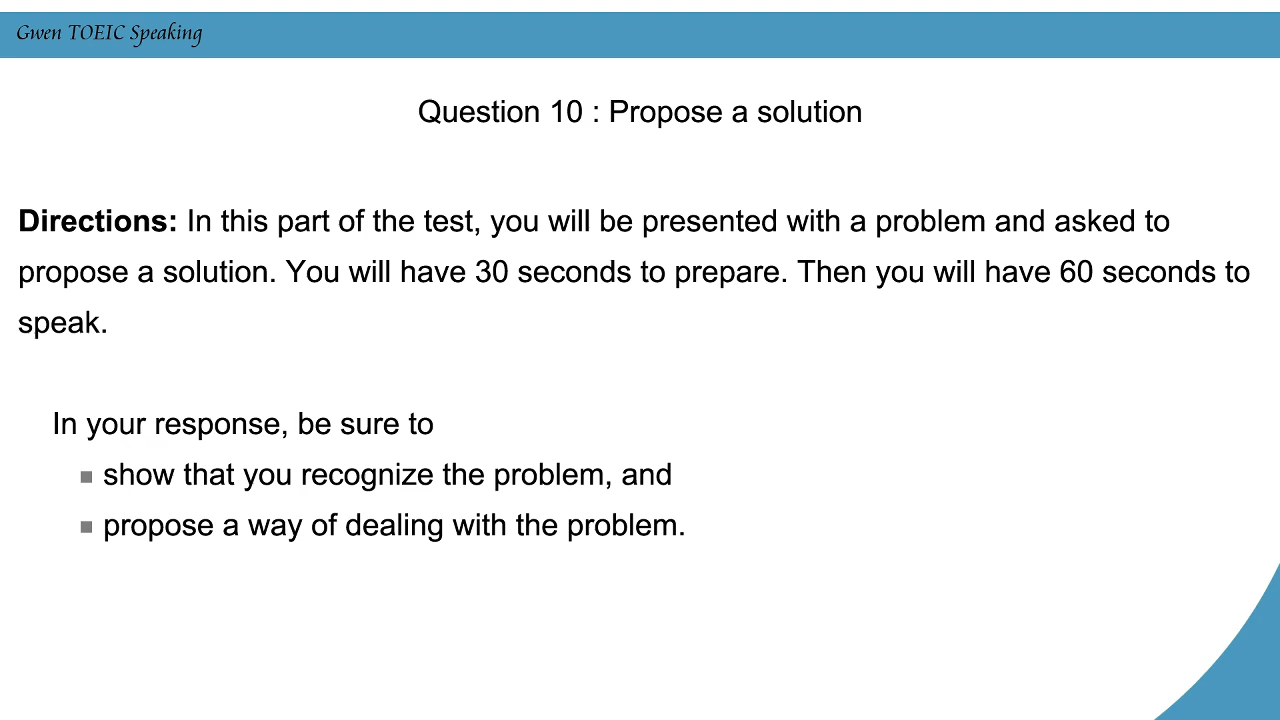 Gwen TOEIC Speaking
Question 10 : Propose a solution
Directions: In this part of the test, you will be presented with a problem and asked to
propose a solution. You will have 30 seconds to prepare. Then you will have 60 seconds to
speak.
In your response, be sure to
■ show that you recognize the problem, and
■ propose a way of dealing with the problem.